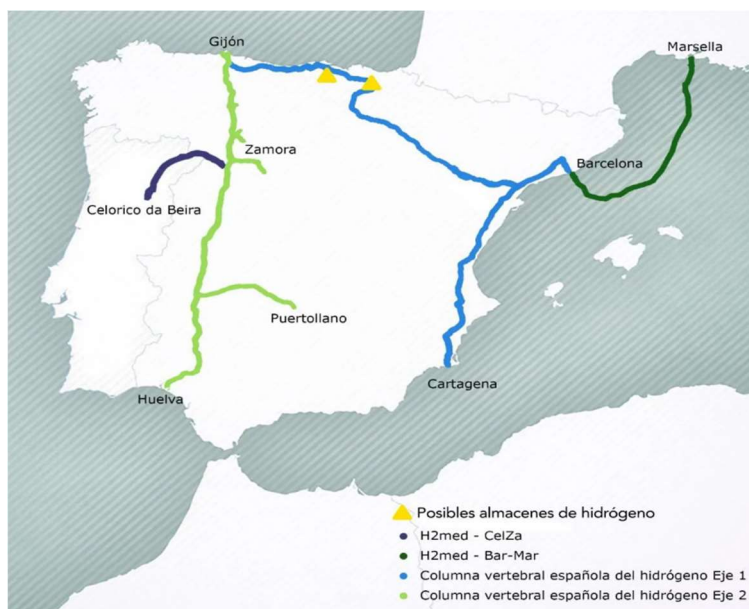 Gijón
Marsella
Zamora
Barcelona
Celorico da Beira
Puertollano
Cartagena
Huelva
Posibles almacenes de hidrógeno
H2med - CelZa
H2med - Bar-Mar
Columna vertebral española del hidrógeno Eje 1
Columna vertebral española del hidrógeno Eje 2